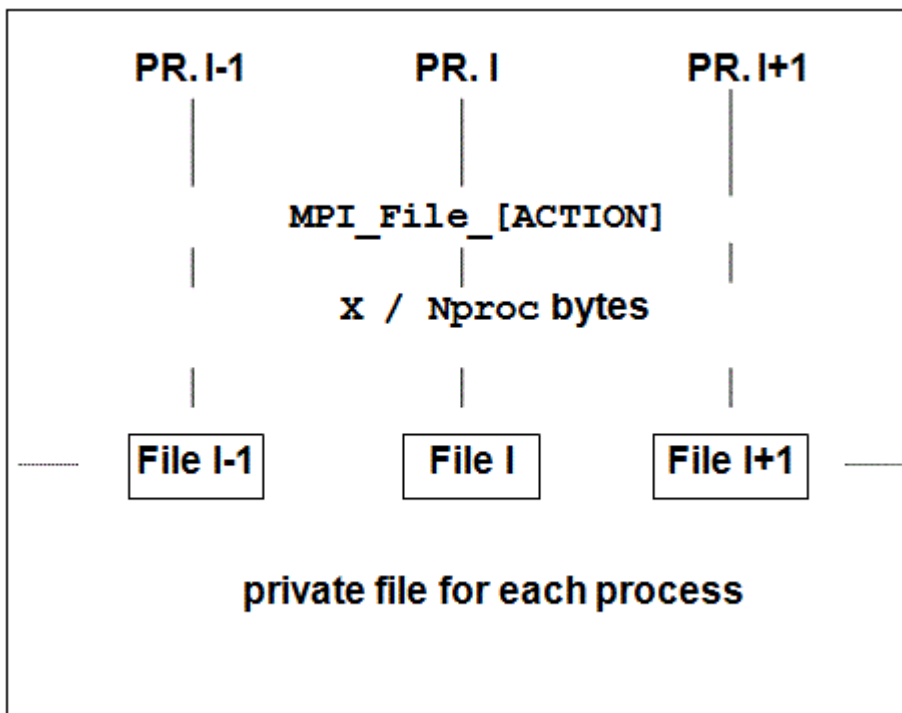 PR. I-1 PR. I PR. I+1
MPI_File_[ACTION]
X / Nproc bytes
File I-1 File I File I+1
private file for each process